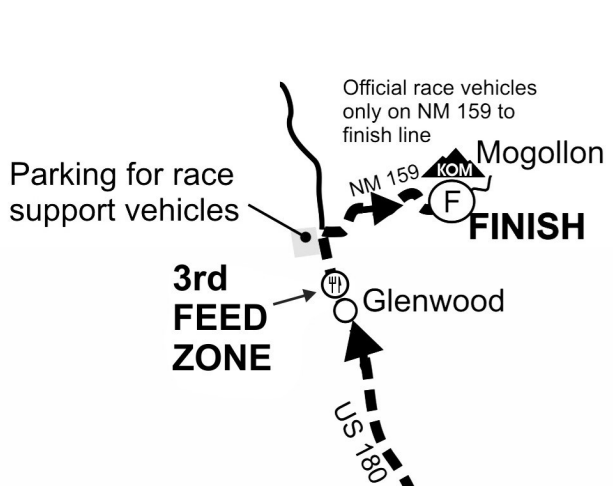 Official race vehicles
only on NM 159 to
finish line
Mogollon
KOM
NM 159
F
FINISH
Parking for race
support vehicles
3rd
FEED
ZONE
Glenwood
US 180